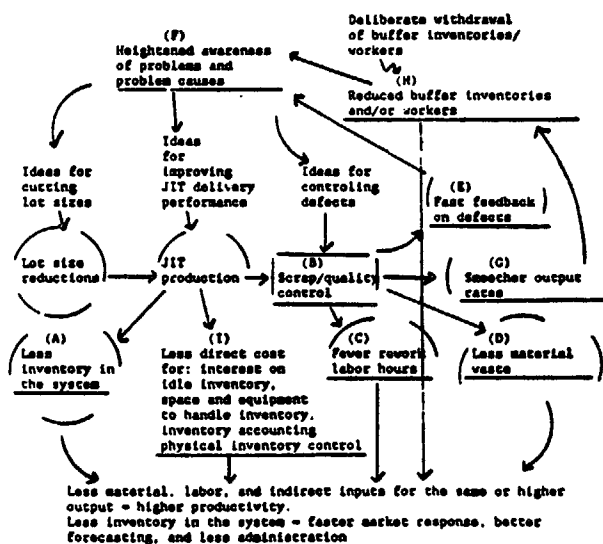 (F)
Heightened awareness
of problems and
problem causes
Deliberate withdrawal
of buffer inventories/
workers
(H)
Reduced buffer inventories
and/or workers
Ideas for
cutting
lot sizes
Ideas
for
improving
JIT delivery
performance
Ideas for
controling
defects
(E)
Fast feedback
on defects
Lot size
reductions
JIT
production
(B)
Scrap/quality
control
(G)
Smoother output
rates
(A)
Less
inventory in
the system
(I)
Less direct cost
for: interest on
idle inventory,
space and equipment
to handle inventory,
inventory accounting
physical inventory control
(C)
Fever rework
labor hours
(D)
Less material
waste
Less material, labor, and indirect inputs for the same or higher
output = higher productivity.
Less inventory in the system = faster market response, better
forecasting, and less administration